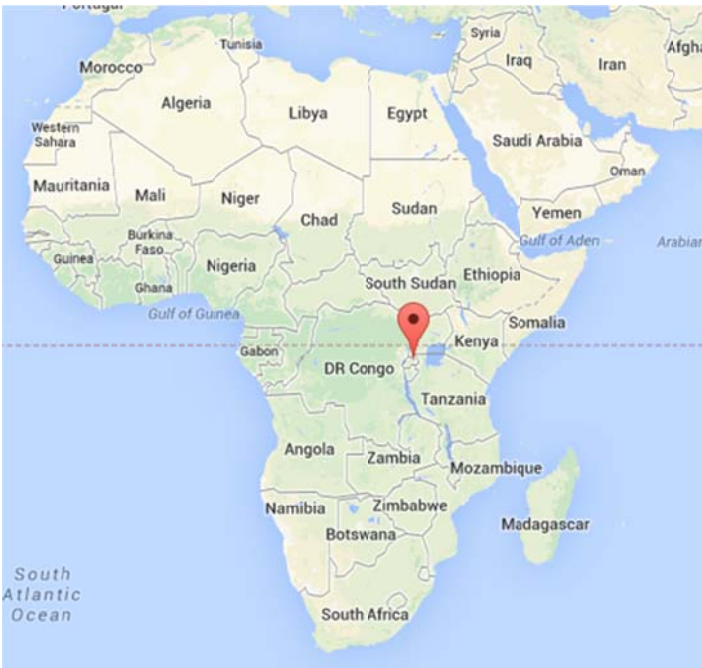 Portugal
Syria
Afgha
Tunisia
Iraq
Iran
Morocco
Algeria
Libya
Egypt
Western
Sahara
Saudi Arabia
Oman
Mauritania
Mali
Niger
Chad
Sudan
Yemen
Burkina
Faso
Gulf of Aden
Arabian
Guinea
Nigeria
South Sudan
Ethiopia
Ghana
Gulf of Guinea
Somalia
Kenya
Gabon
DR Congo
Tanzania
Angola
Zambia
Mozambique
Namibia
Zimbabwe
Madagascar
Botswana
South
Atlantic
Ocean
South Africa